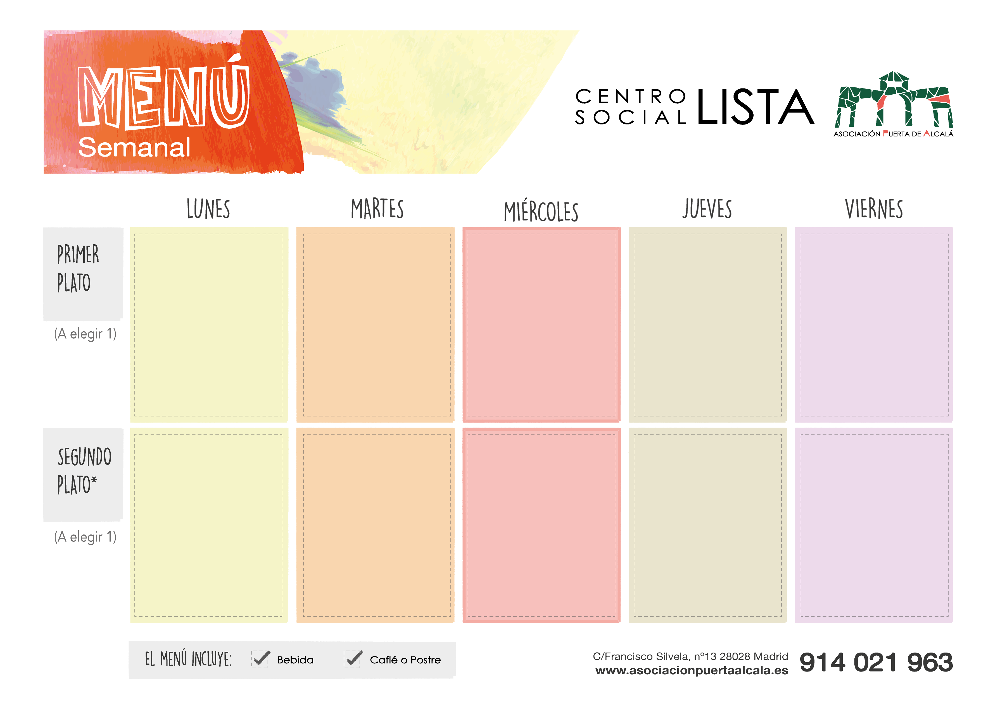 MENÚ
Semanal
CENTRO
SOCIAL
LISTA
ASOCIACIÓN PUERTA DE ALCALÁ
LUNES
MARTES
MIÉRCOLES
JUEVES
VIERNES
PRIMER
PLATO
(A elegir 1)
SEGUNDO
PLATO*
(A elegir 1)
EL MENÚ INCLUYE:
Bebida
Caflé o Postre
C/Francisco Silvela, nº13 28028 Madrid
www.asociacionpuertaalcala.es
914 021 963